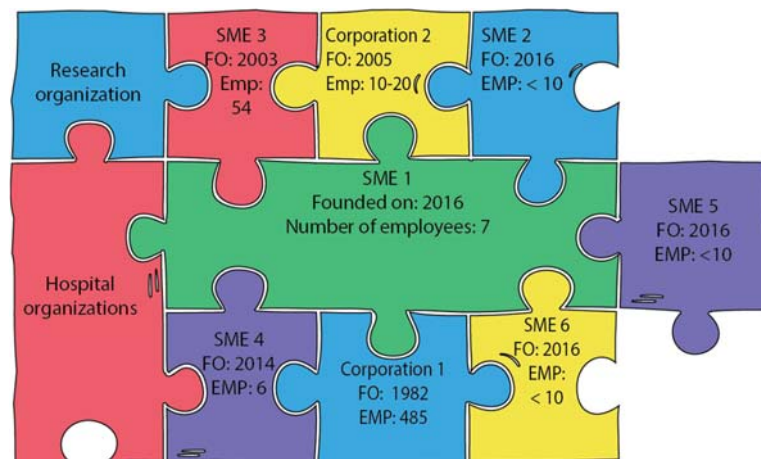 Research
organization
SME 3
FO: 2003
Emp:
54
Corporation 2
FO: 2005
Emp: 10-20
SME 2
FO: 2016
EMP: < 10
SME 1
Founded on: 2016
Number of employees: 7
SME 5
FO: 2016
EMP: <10
Hospital
organizations
SME 4
FO: 2014
EMP: 6
Corporation 1
FO: 1982
EMP: 485
SME 6
FO: 2016
EMP:
< 10